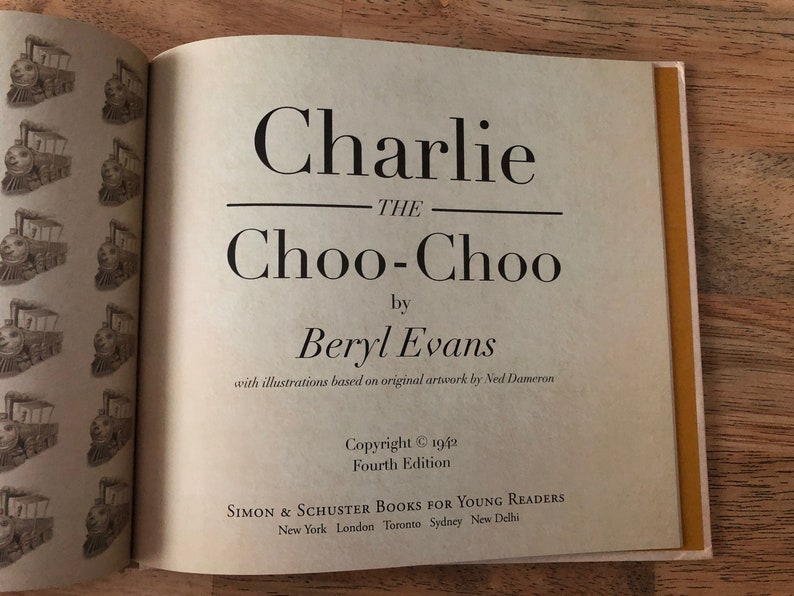 Charlie
THE
Choo-Choo
by
Beryl Evans
with illustrations based on original artwork by Ned Dameron
Copyright © 1942
Fourth Edition
SIMON & SCHUSTER BOOKS FOR YOUNG READERS
New York London Toronto Sydney New Delhi